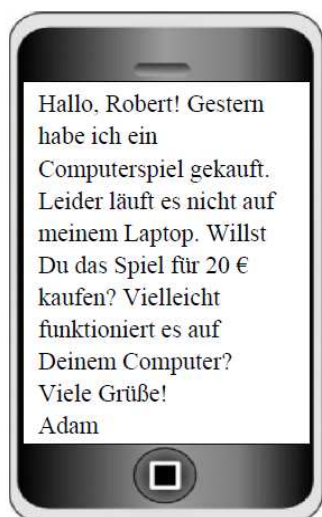 Hallo, Robert! Gestern
habe ich ein
Computerspiel gekauft.
Leider läuft es nicht auf
meinem Laptop. Willst
Du das Spiel für 20 €
kaufen? Vielleicht
funktioniert es auf
Deinem Computer?
Viele Grüße!
Adam